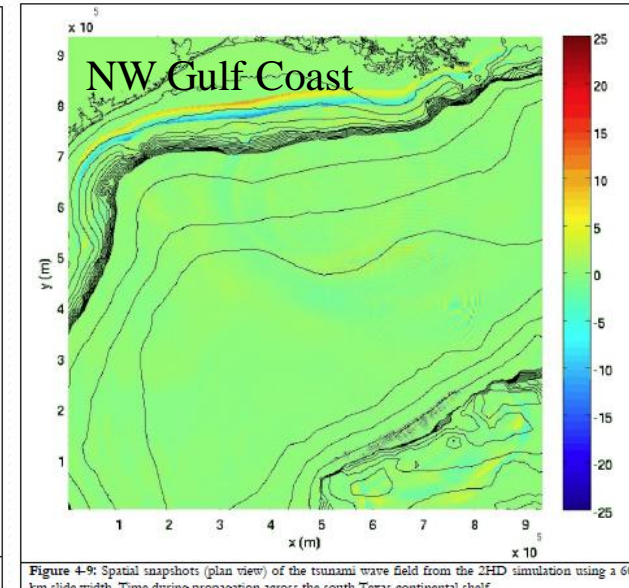 5
x 10
NW Gulf Coast
9
8
7
6
5
4
3
2
1
y (m)
1 2 3 4 5 6 7 8 9
x (m)
5
x 10
25
20
15
10
5
0
-5
-10
-15
-20
-25
Figure 4-9: Spatial snapshots (plan view) of the tsunami wave field from the 2HD simulation using a 60
km slide width. Time during propagation across the south Texas continental shelf